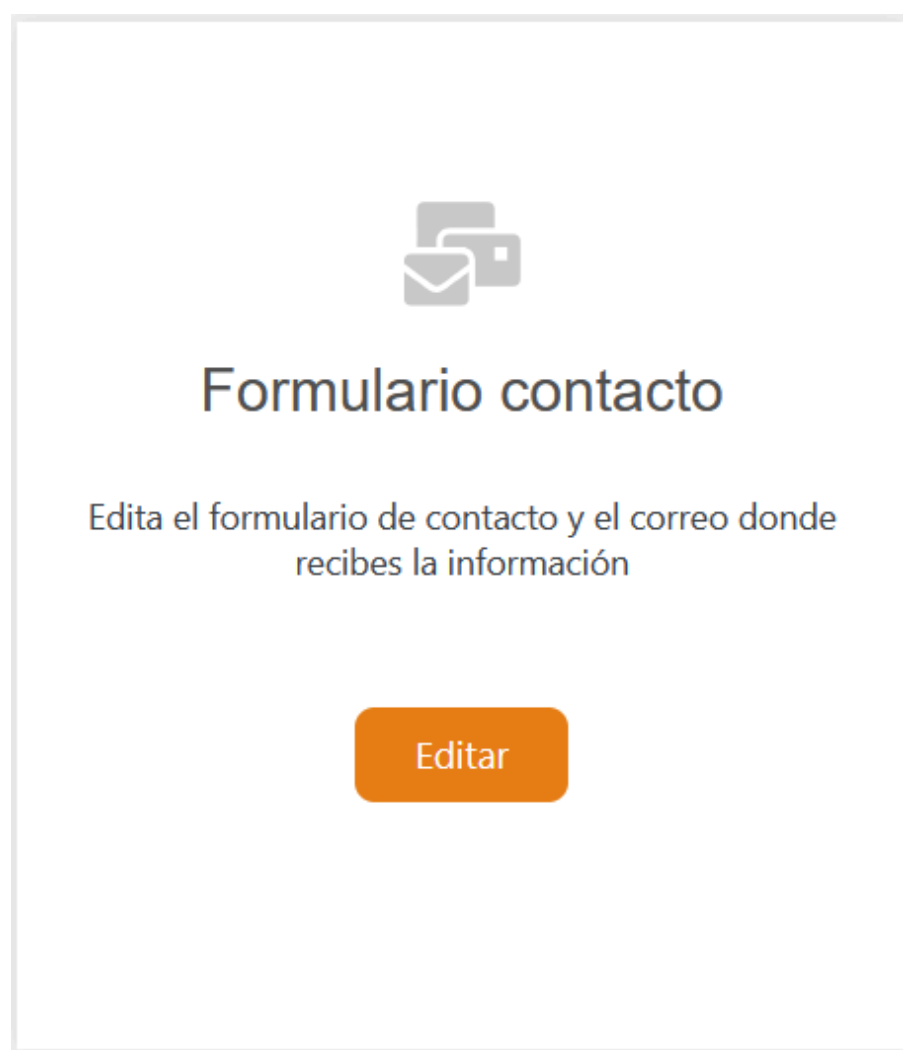 Formulario contacto
Edita el formulario de contacto y el correo donde
recibes la información
Editar